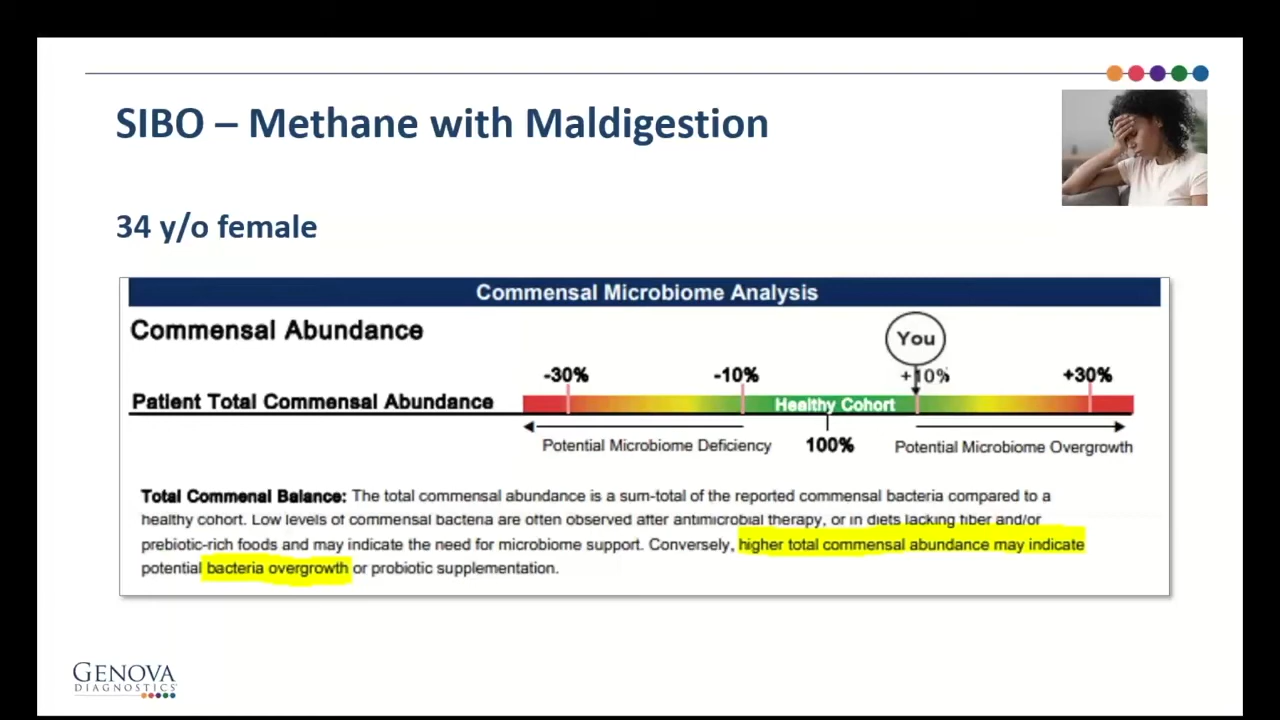 SIBO – Methane with Maldigestion
34 y/o female
Commensal Microbiome Analysis
Commensal Abundance
You
-30%
-10%
+10%
+30%
Patient Total Commensal Abundance
Healthy Cohort
Potential Microbiome Deficiency
100%
Potential Microbiome Overgrowth
Total Commenal Balance: The total commensal abundance is a sum-total of the reported commensal bacteria compared to a
healthy cohort. Low levels of commensal bacteria are often observed after antimicrobial therapy, or in diets lacking fiber and/or
prebiotic-rich foods and may indicate the need for microbiome support. Conversely, higher total commensal abundance may indicate
potential bacteria overgrowth or probiotic supplementation.
GENOVA
DIAGNOSTICS